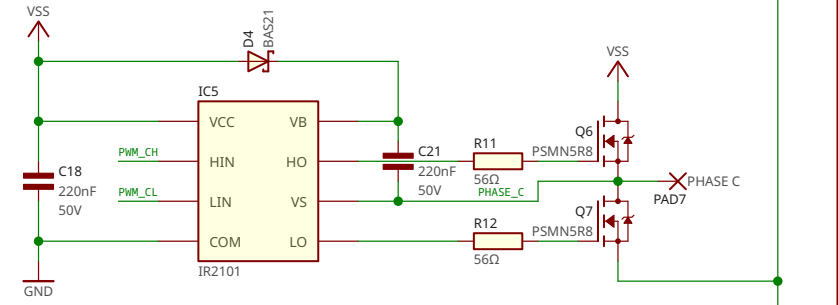 VSS
D4
BAS21
VSS
IC5
VCC
VB
PWM_CH
HIN
HO
C21
220nF
50V
R11
56Ω
Q6
PSMN5R8
C18
220nF
50V
PWM_CL
LIN
VS
PHASE_C
PHASE C
PAD7
Q7
PSMN5R8
COM
LO
R12
56Ω
IR2101
GND